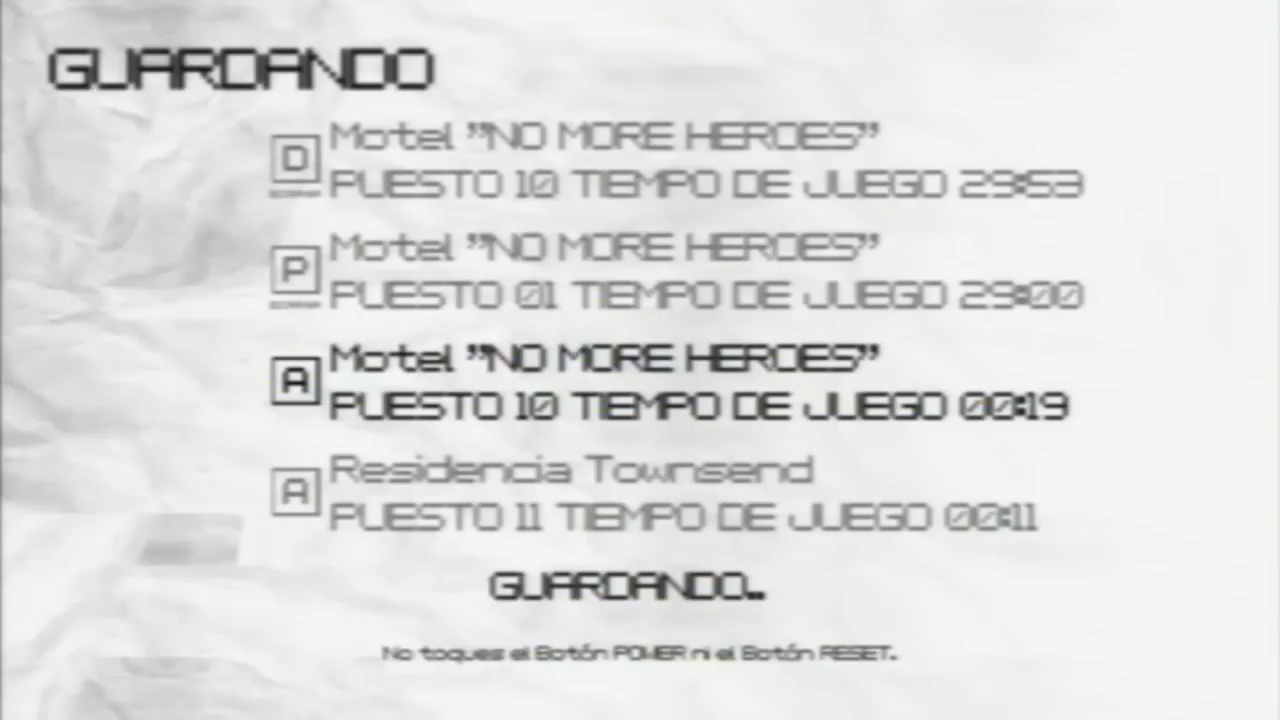 GUARDANDO
D
Motel "NO MORE HEROES"
PUESTO 10 TIEMPO DE JUEGO 29:53
P
Motel "NO MORE HEROES"
PUESTO 01 TIEMPO DE JUEGO 29:00
A
Motel "NO MORE HEROES"
PUESTO 10 TIEMPO DE JUEGO 00:19
A
Residencia Townsend
PUESTO 11 TIEMPO DE JUEGO 00:11
GUARDANDO...
No toques el Botón POWER ni el Botón RESET.